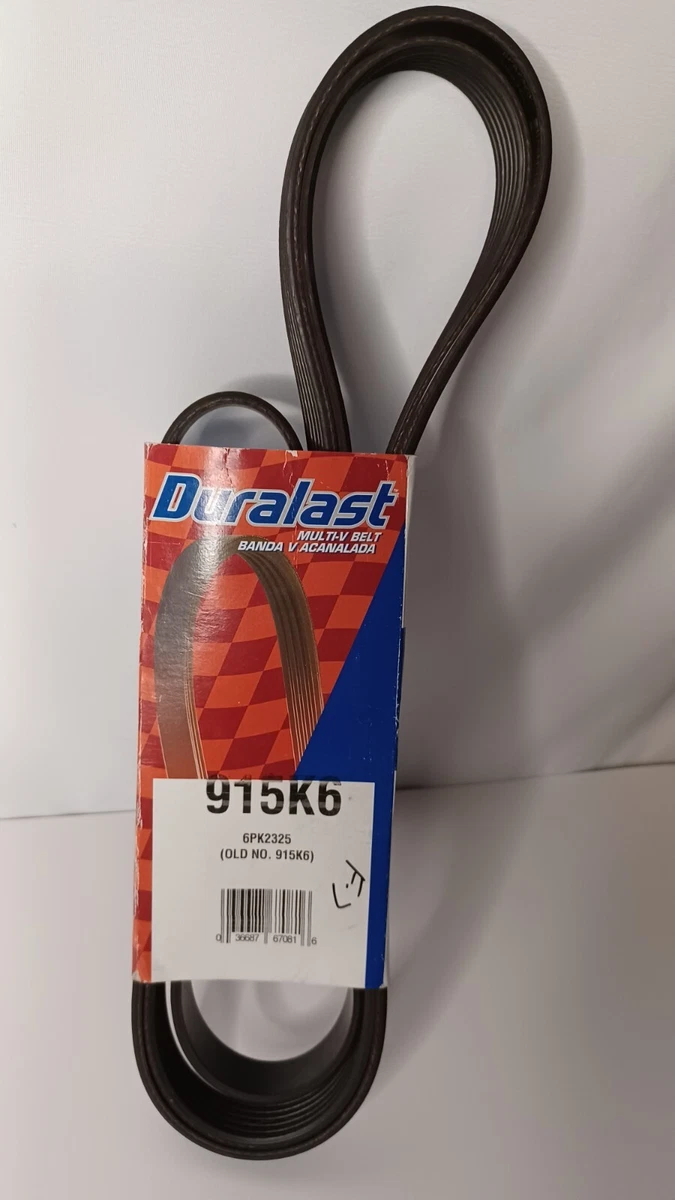 Duralast
MULTI-V BELT
BANDA V ACANALADA
915K6
6PK2325
(OLD NO. 915K6)
0 36687 67081 6